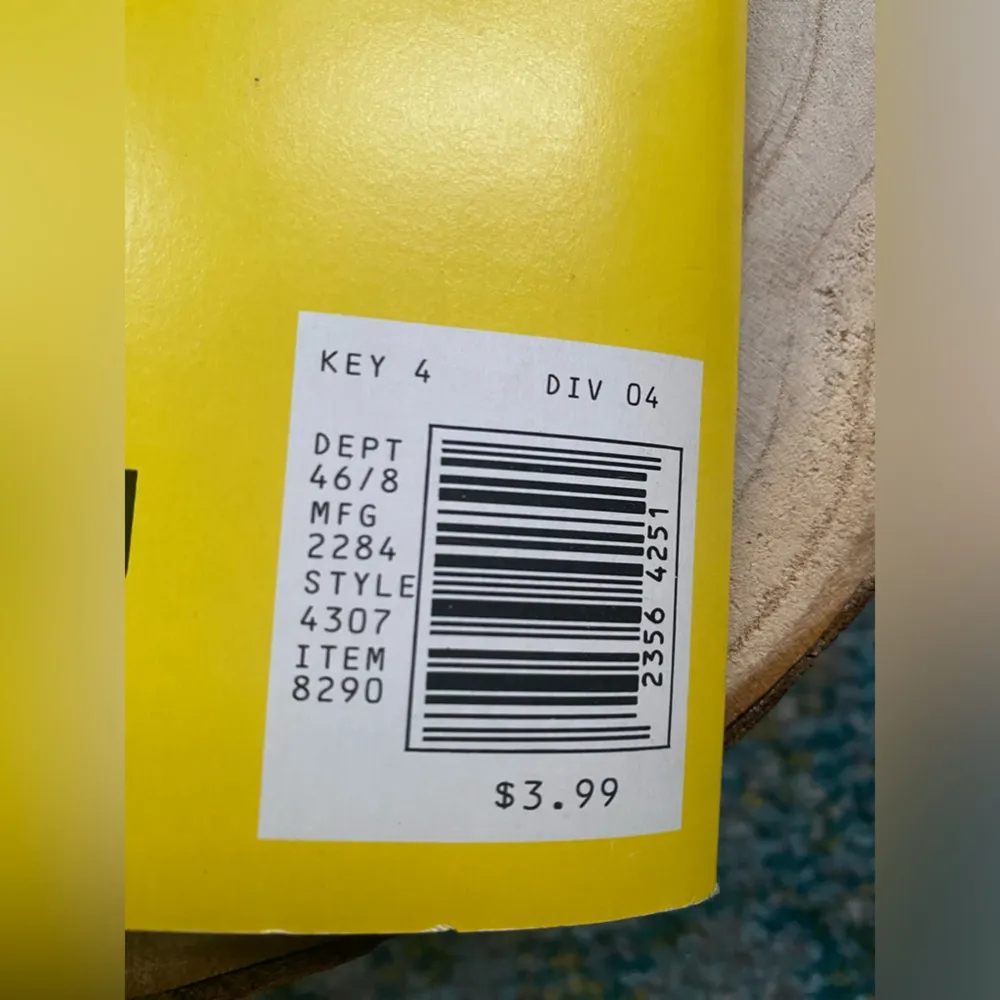 KEY 4 DIV 04
DEPT
46/8
MFG
2284
STYLE
4307
ITEM
8290
2356 4251
$3.99